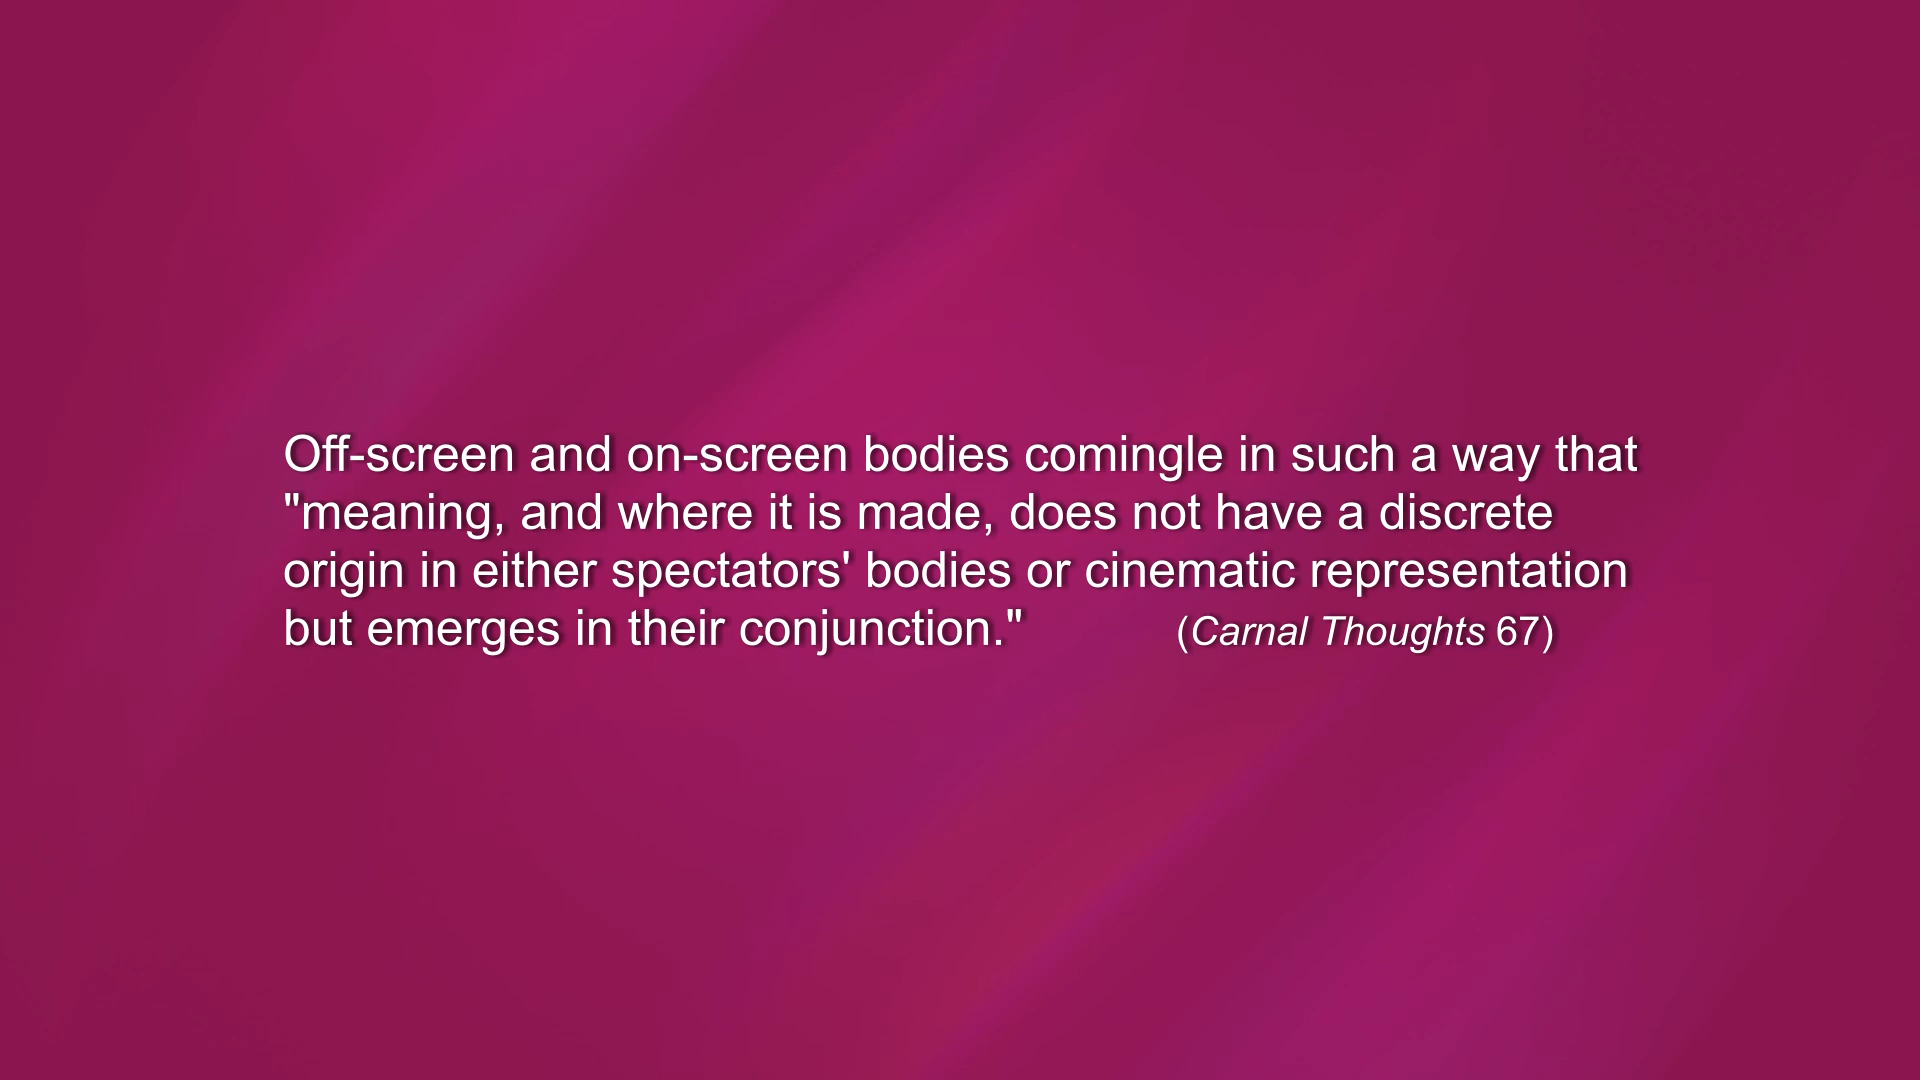 Off-screen and on-screen bodies comingle in such a way that
"meaning, and where it is made, does not have a discrete
origin in either spectators' bodies or cinematic representation
but emerges in their conjunction." (Carnal Thoughts 67)